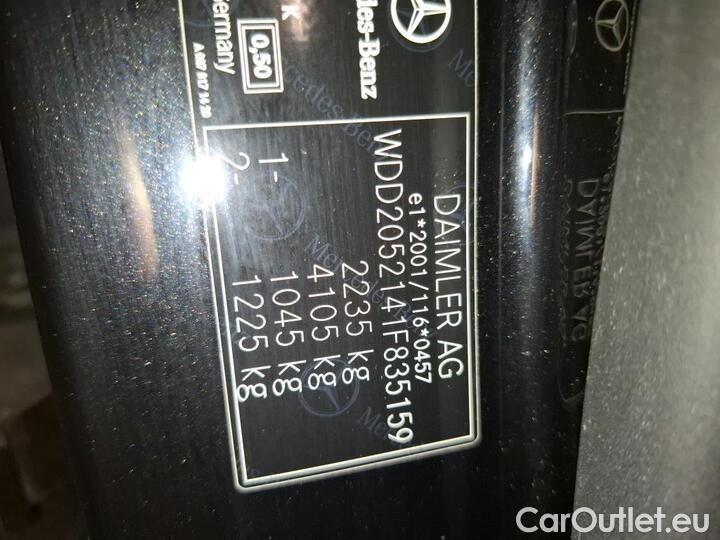 Mercedes-Benz
K
Germany
0,50
DAIMLER AG
e1*2001/116*0457
WDD2052141F835159
2235 kg
4105 kg
1- 1045 kg
2- 1225 kg
CarOutlet.eu